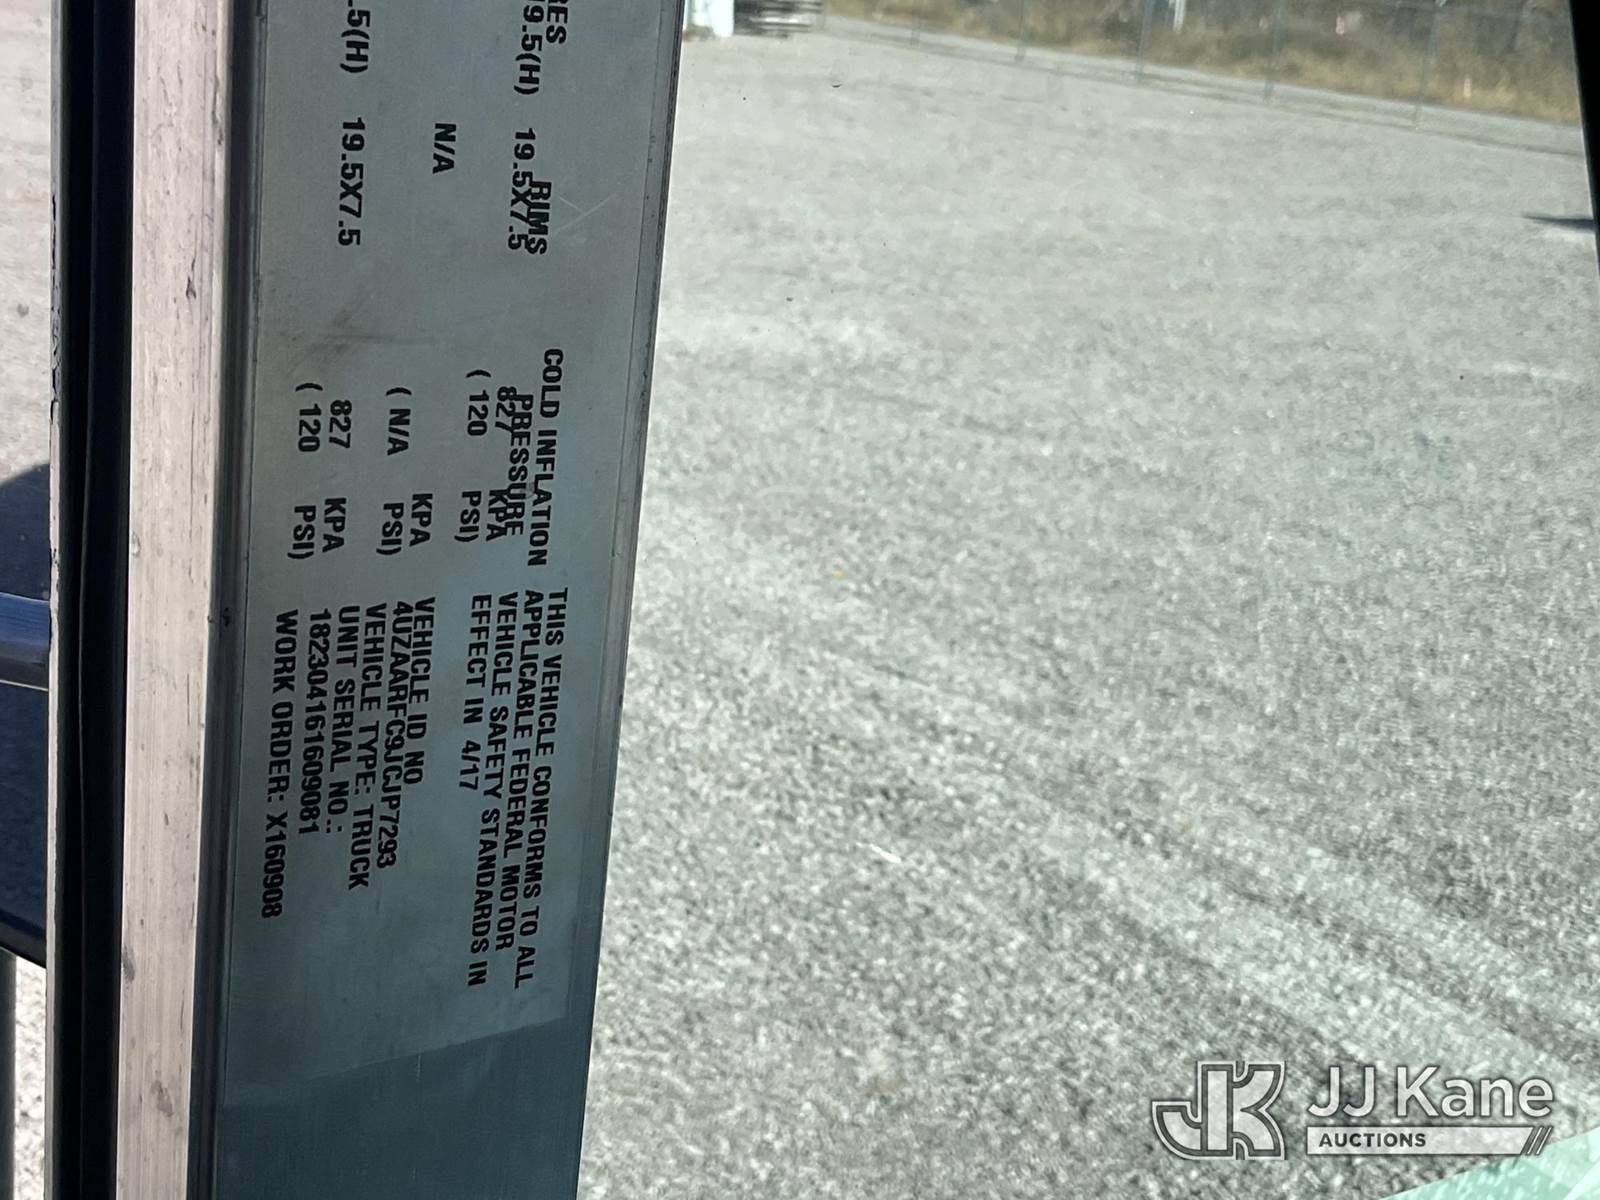 RES
RIMS
19.5(H) 19.5X7.5
N/A
.5(H) 19.5X7.5
COLD INFLATION
PRESSURE
827 KPA
( 120 PSI)
KPA
( N/A PSI)
827 KPA
( 120 PSI)
THIS VEHICLE CONFORMS TO ALL
APPLICABLE FEDERAL MOTOR
VEHICLE SAFETY STANDARDS IN
EFFECT IN 4/17
VEHICLE ID NO
4UZAARFC9JCJP7293
VEHICLE TYPE: TRUCK
UNIT SERIAL NO.:
182304161609081
WORK ORDER: X160908
JK
JJ Kane
AUCTIONS